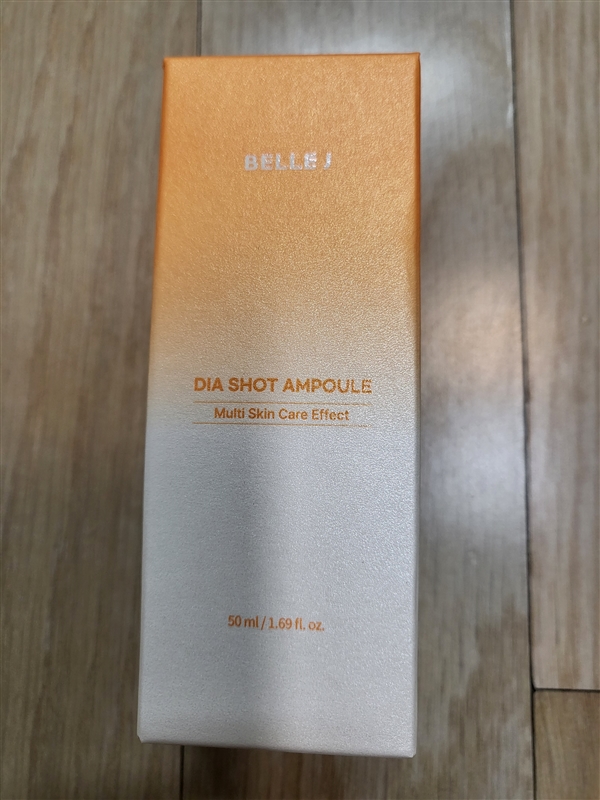 BELLE J
DIA SHOT AMPOULE
Multi Skin Care Effect
50 ml / 1.69 fl. oz.